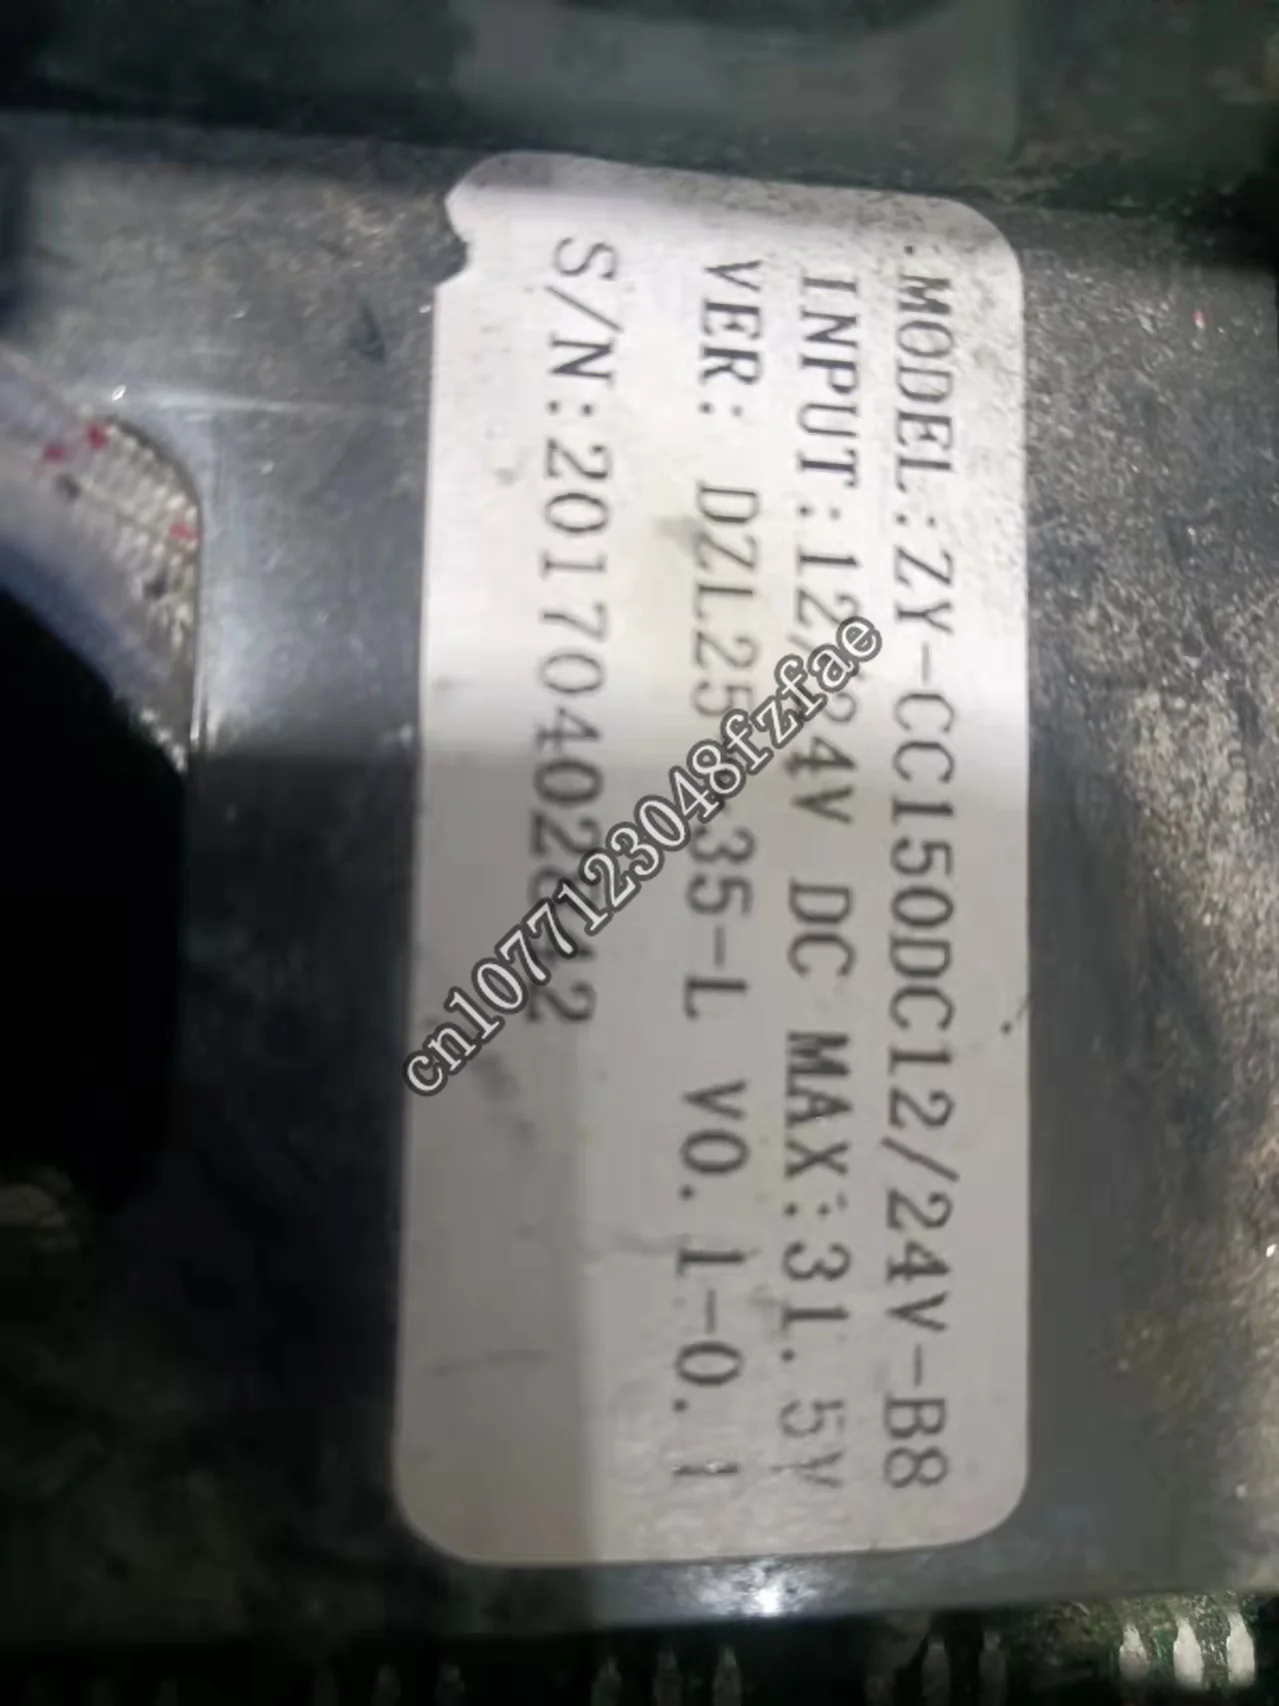 .MODEL:ZY-CC150DC12/24V-B8
INPUT:12/24V DC MAX:31.5V
VER: DZL25-35-L V0.1-0.1
cn1077123048fzfae